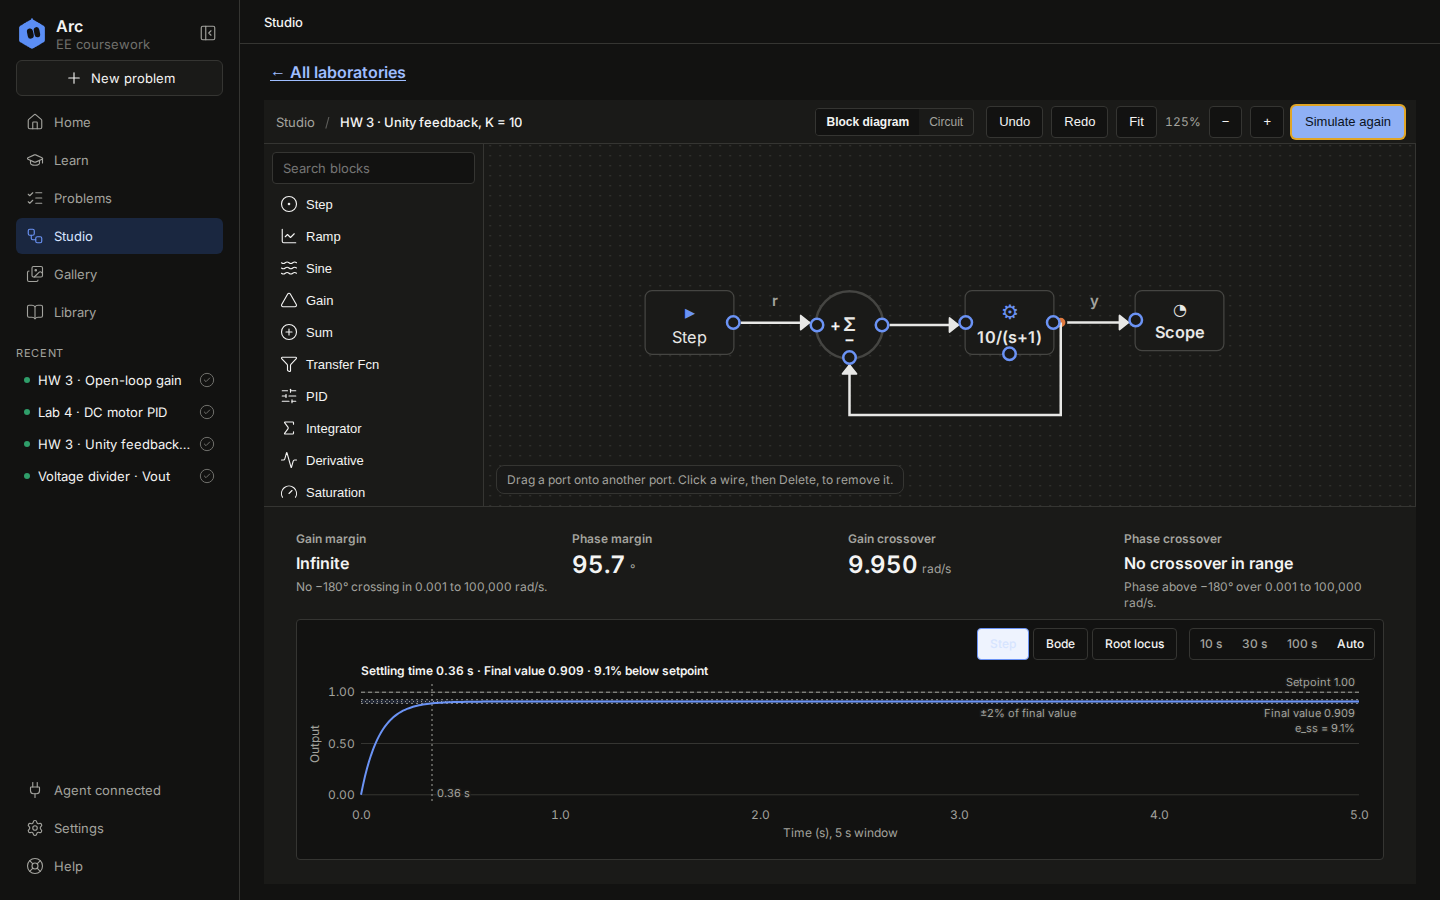 Arc
EE coursework
New problem
Home
Learn
Problems
Studio
Gallery
Library
RECENT
HW 3 · Open-loop gain
Lab 4 · DC motor PID
HW 3 · Unity feedback...
Voltage divider · Vout
Agent connected
Settings
Help
Studio
← All laboratories
Studio / HW 3 · Unity feedback, K = 10
Block diagram Circuit Undo Redo Fit 125% − + Simulate again
Search blocks
Step
Ramp
Sine
Gain
Sum
Transfer Fcn
PID
Integrator
Derivative
Saturation
Step
r
+ Σ
−
10/(s+1)
y
Scope
Drag a port onto another port. Click a wire, then Delete, to remove it.
Gain margin
Infinite
No −180° crossing in 0.001 to 100,000 rad/s.
Phase margin
95.7 °
Gain crossover
9.950 rad/s
Phase crossover
No crossover in range
Phase above −180° over 0.001 to 100,000
rad/s.
Step Bode Root locus 10 s 30 s 100 s Auto
Settling time 0.36 s · Final value 0.909 · 9.1% below setpoint
Setpoint 1.00
±2% of final value
Final value 0.909
e_ss = 9.1%
Output
1.00
0.50
0.00
0.36 s
0.0 1.0 2.0 3.0 4.0 5.0
Time (s), 5 s window